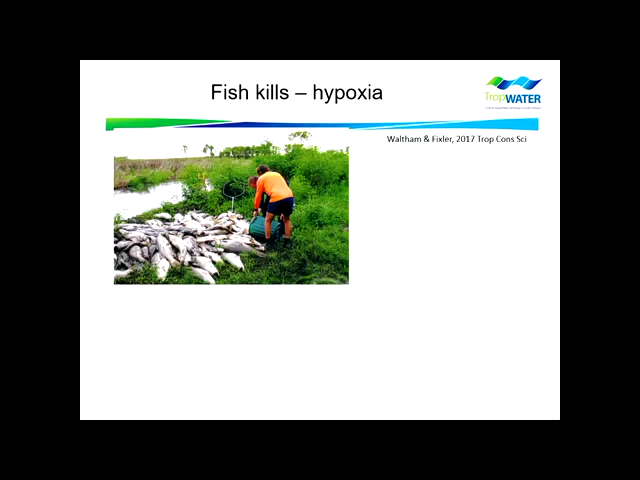 Fish kills – hypoxia
TropWATER
Waltham & Fixler, 2017 Trop Cons Sci